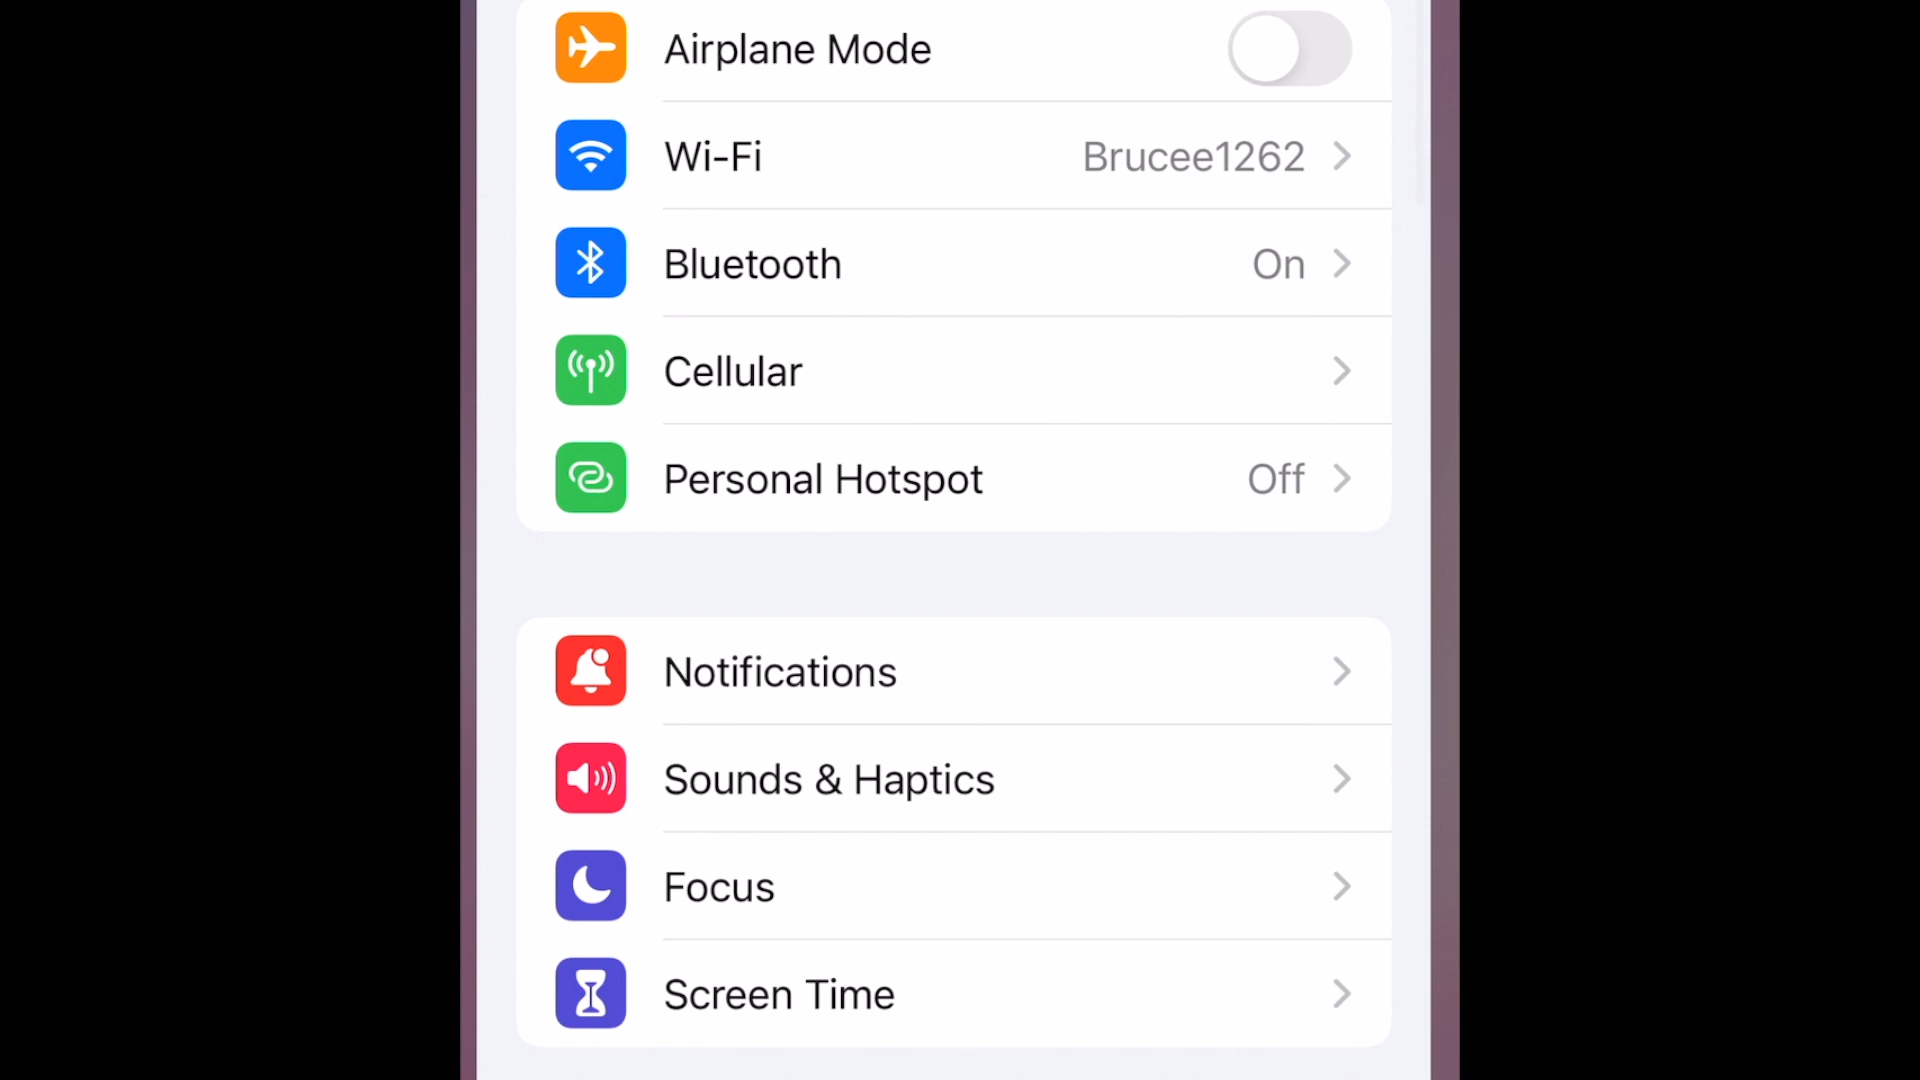 Airplane Mode
Wi-Fi Brucee1262
Bluetooth On
Cellular
Personal Hotspot Off
Notifications
Sounds & Haptics
Focus
Screen Time